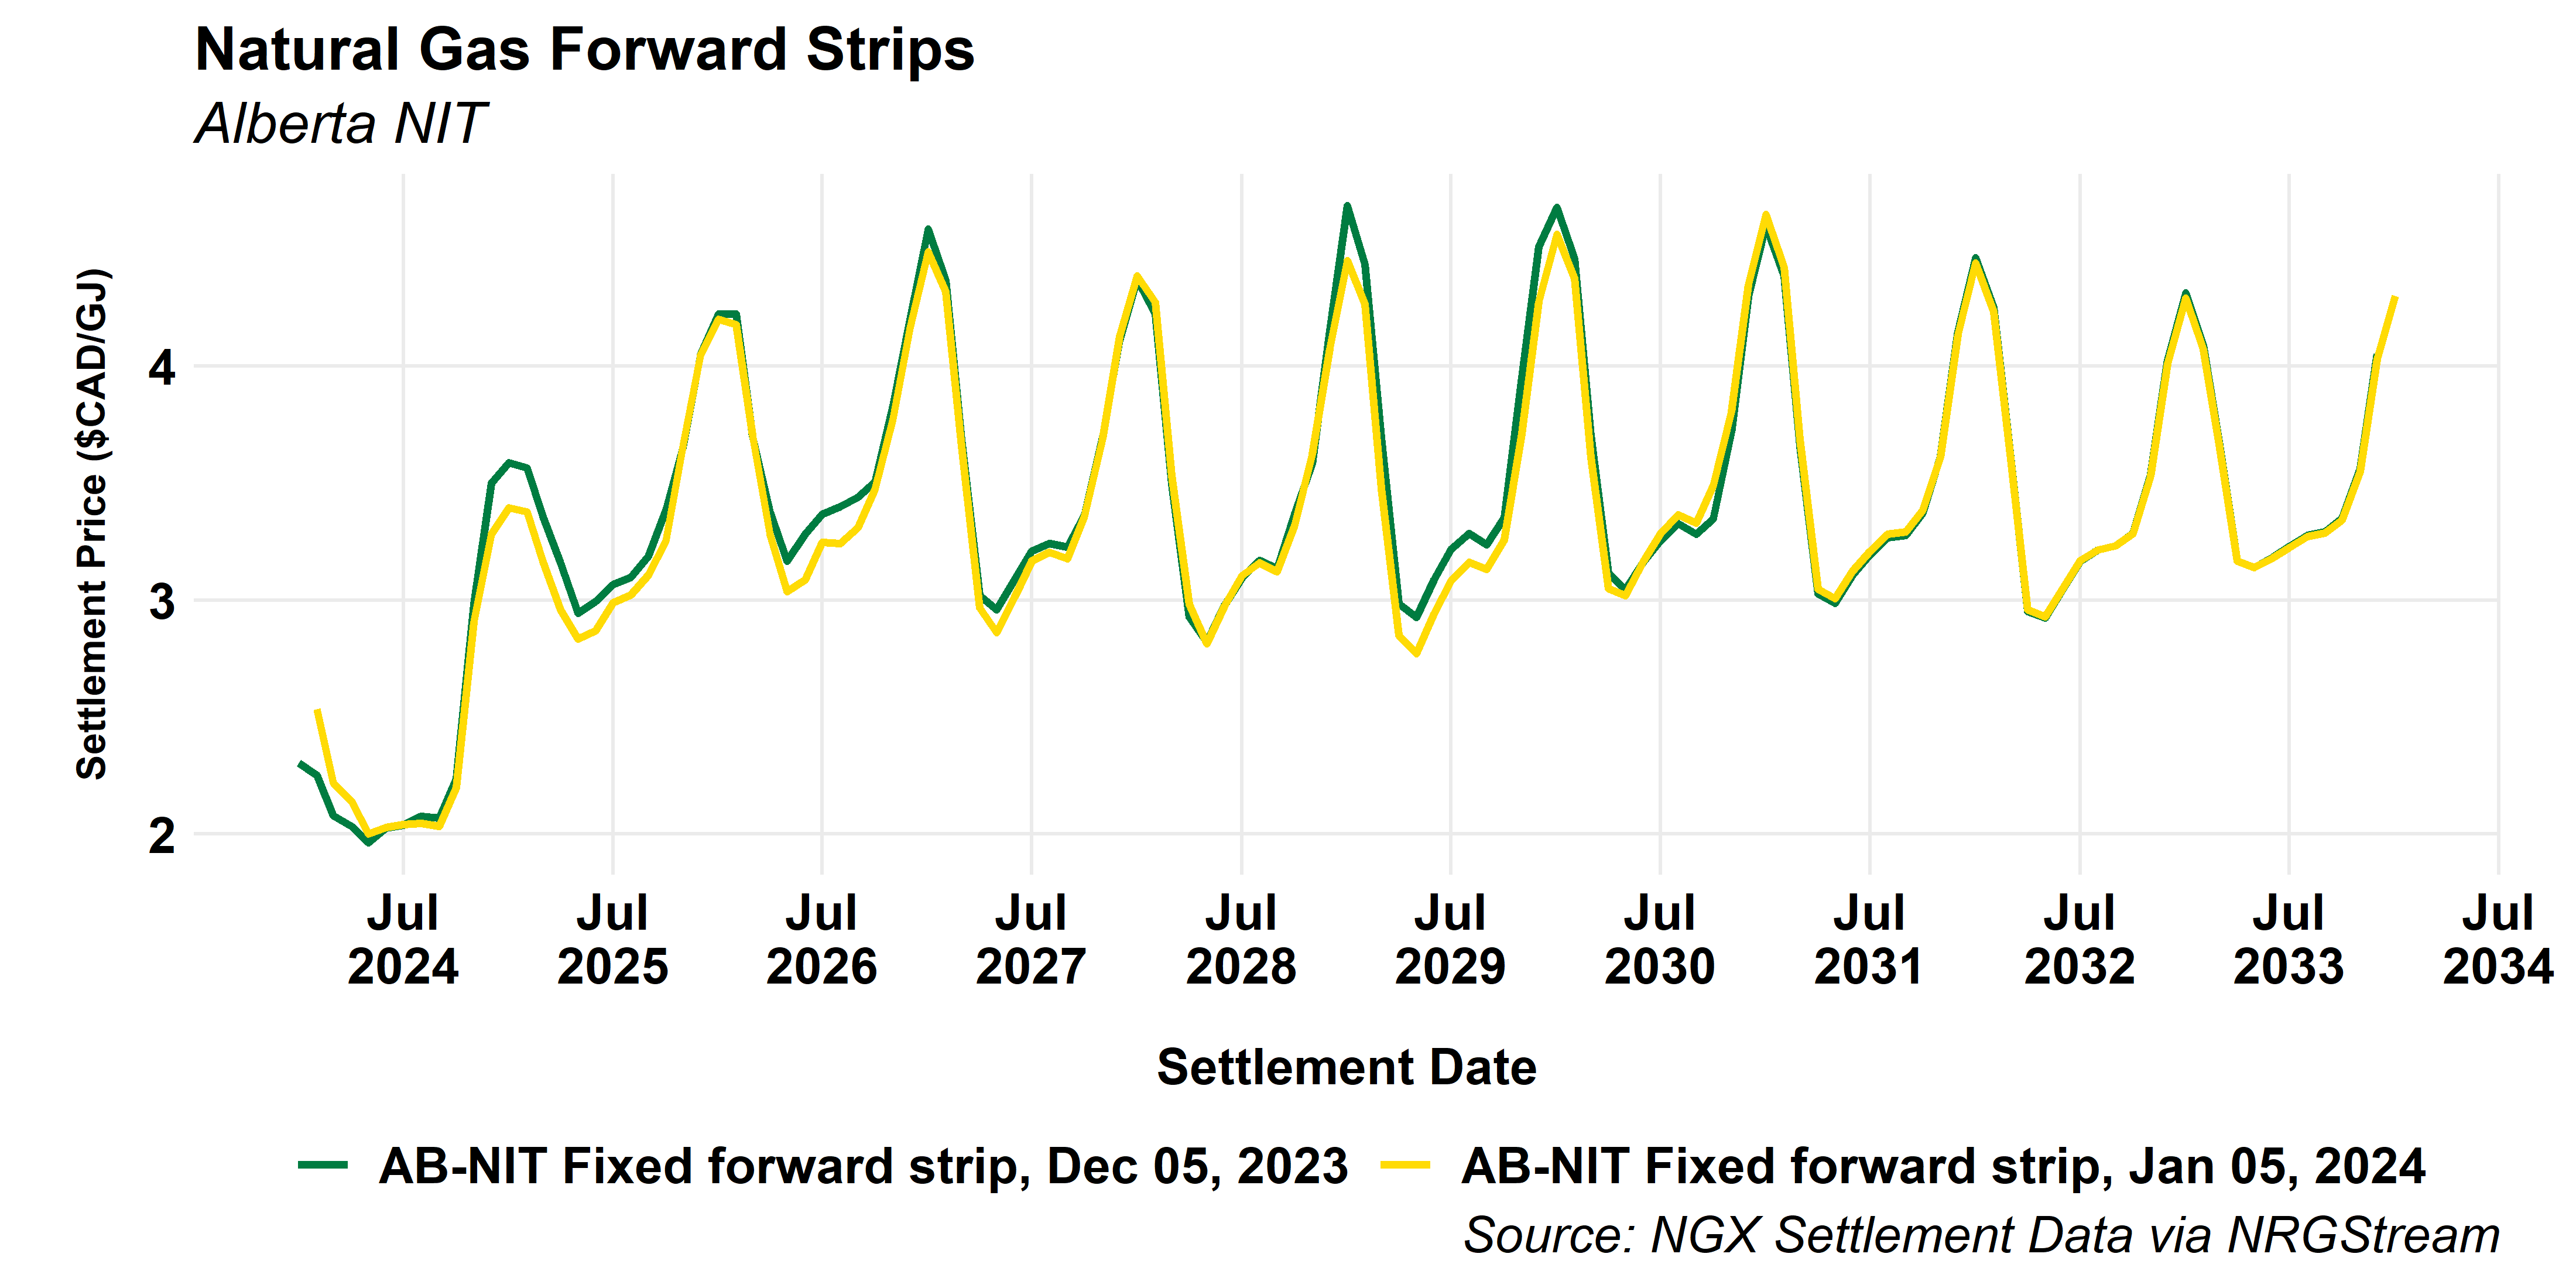 Natural Gas Forward Strips
Alberta NIT
Settlement Price ($CAD/GJ)
4
3
2
Jul Jul Jul Jul Jul Jul Jul Jul Jul Jul Jul
2024 2025 2026 2027 2028 2029 2030 2031 2032 2033 2034
Settlement Date
AB-NIT Fixed forward strip, Dec 05, 2023 AB-NIT Fixed forward strip, Jan 05, 2024
Source: NGX Settlement Data via NRGStream